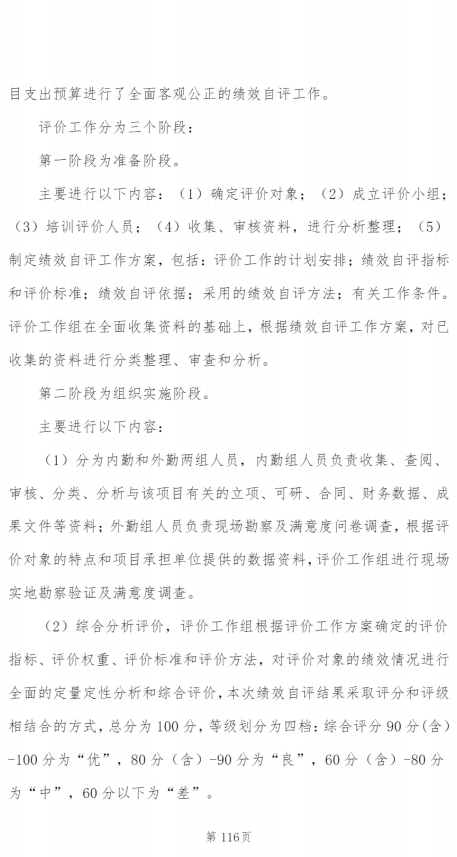 目支出预算进行了全面客观公正的绩效自评工作。
评价工作分为三个阶段：
第一阶段为准备阶段。
主要进行以下内容：（1）确定评价对象；（2）成立评价小组；
（3）培训评价人员；（4）收集、审核资料，进行分析整理；（5）
制定绩效自评工作方案，包括：评价工作的计划安排；绩效自评指标
和评价标准；绩效自评依据；采用的绩效自评方法；有关工作条件。
评价工作组在全面收集资料的基础上，根据绩效自评工作方案，对已
收集的资料进行分类整理、审查和分析。
第二阶段为组织实施阶段。
主要进行以下内容：
（1）分为内勤和外勤两组人员，内勤组人员负责收集、查阅、
审核、分类、分析与该项目有关的立项、可研、合同、财务数据、成
果文件等资料；外勤组人员负责现场勘察及满意度问卷调查，根据评
价对象的特点和项目承担单位提供的数据资料，评价工作组进行现场
实地勘察验证及满意度调查。
（2）综合分析评价，评价工作组根据评价工作方案确定的评价
指标、评价权重、评价标准和评价方法，对评价对象的绩效情况进行
全面的定量定性分析和综合评价，本次绩效自评结果采取评分和评级
相结合的方式，总分为100分，等级划分为四档：综合评分90分(含)
-100分为“优”，80分（含）-90分为“良”，60分（含）-80分
为“中”，60分以下为“差”。
第 116页